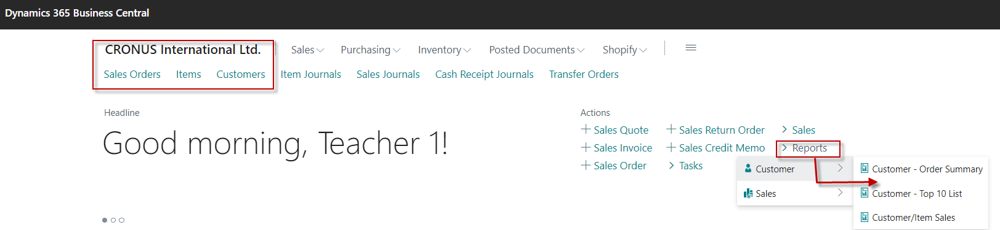 Dynamics 365 Business Central
CRONUS International Ltd. Sales Purchasing Inventory Posted Documents Shopify
Sales Orders Items Customers Item Journals Sales Journals Cash Receipt Journals Transfer Orders
Headline
Good morning, Teacher 1!
Actions
Sales Quote Sales Return Order Sales
Sales Invoice Sales Credit Memo Reports
Sales Order Tasks
Customer
Sales
Customer - Order Summary
Customer - Top 10 List
Customer/Item Sales